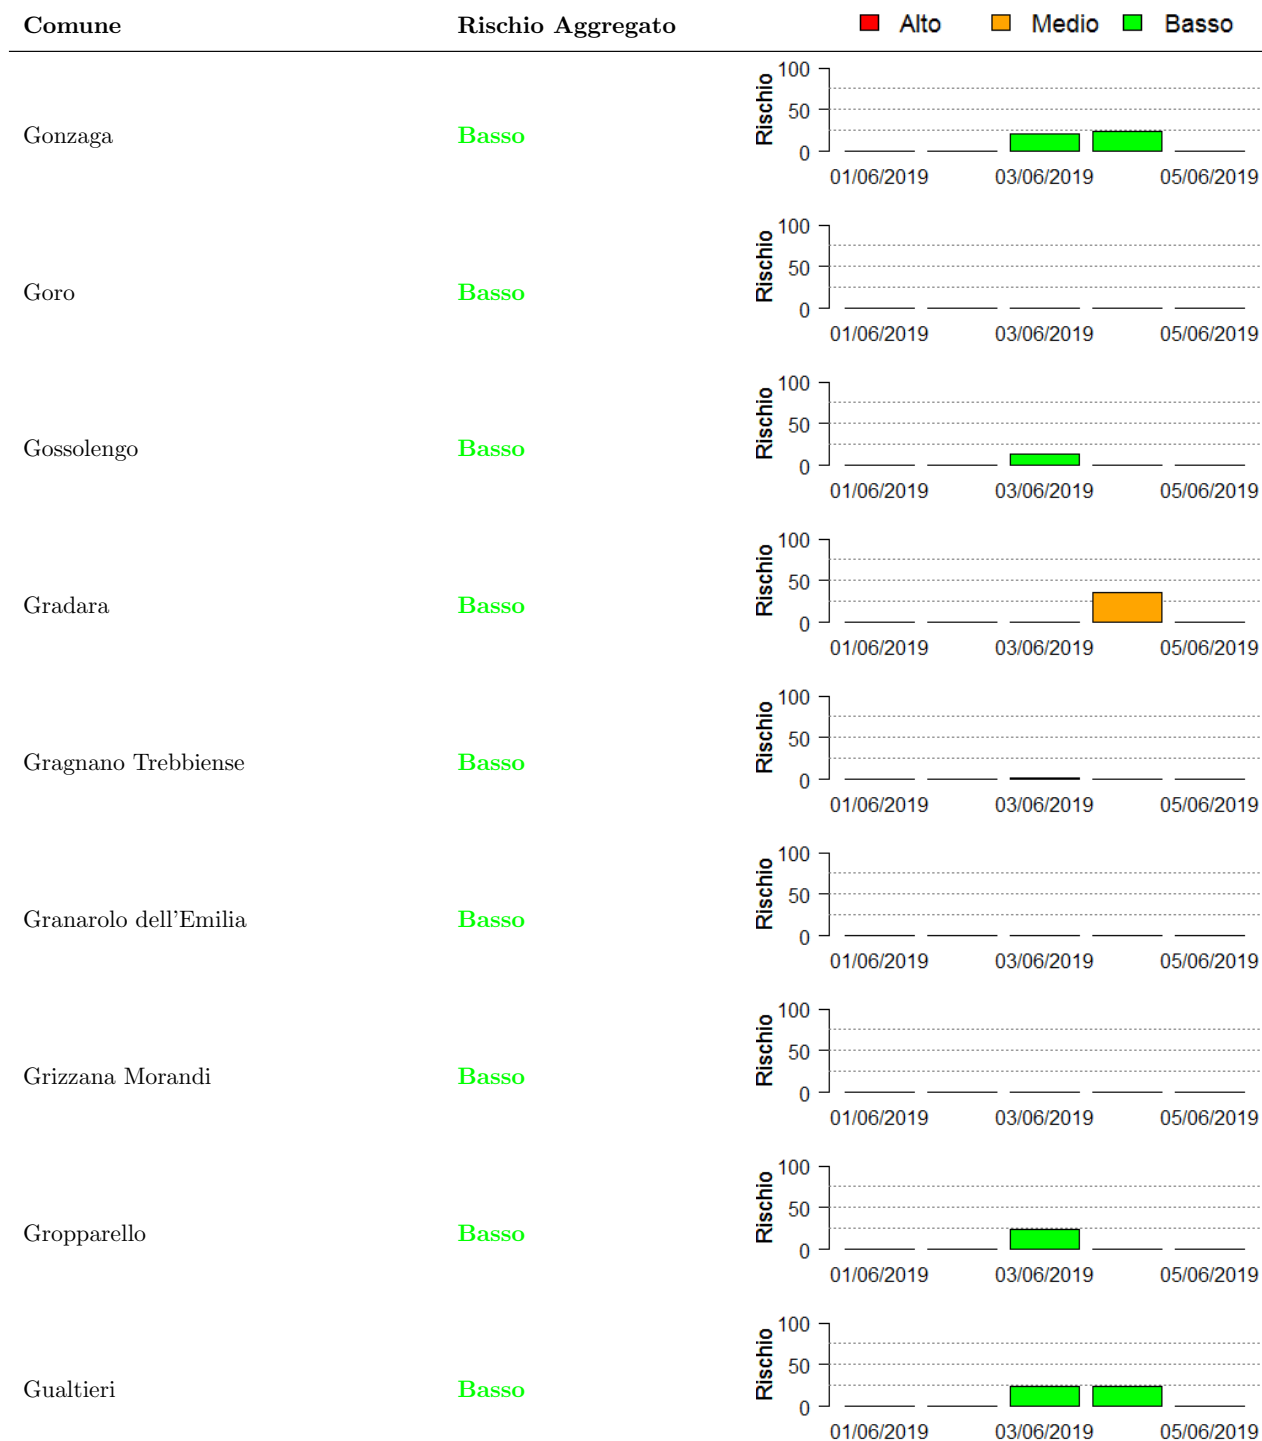 Comune Rischio Aggregato Alto Medio Basso
100
50
0
Rischio
Gonzaga Basso
01/06/2019 03/06/2019 05/06/2019
100
50
0
Rischio
Goro Basso
01/06/2019 03/06/2019 05/06/2019
100
50
0
Rischio
Gossolengo Basso
01/06/2019 03/06/2019 05/06/2019
100
50
0
Rischio
Gradara Basso
01/06/2019 03/06/2019 05/06/2019
100
50
0
Rischio
Gragnano Trebbiense Basso
01/06/2019 03/06/2019 05/06/2019
100
50
0
Rischio
Granarolo dell'Emilia Basso
01/06/2019 03/06/2019 05/06/2019
100
50
0
Rischio
Grizzana Morandi Basso
01/06/2019 03/06/2019 05/06/2019
100
50
0
Rischio
Gropparello Basso
01/06/2019 03/06/2019 05/06/2019
100
50
0
Rischio
Gualtieri Basso
01/06/2019 03/06/2019 05/06/2019